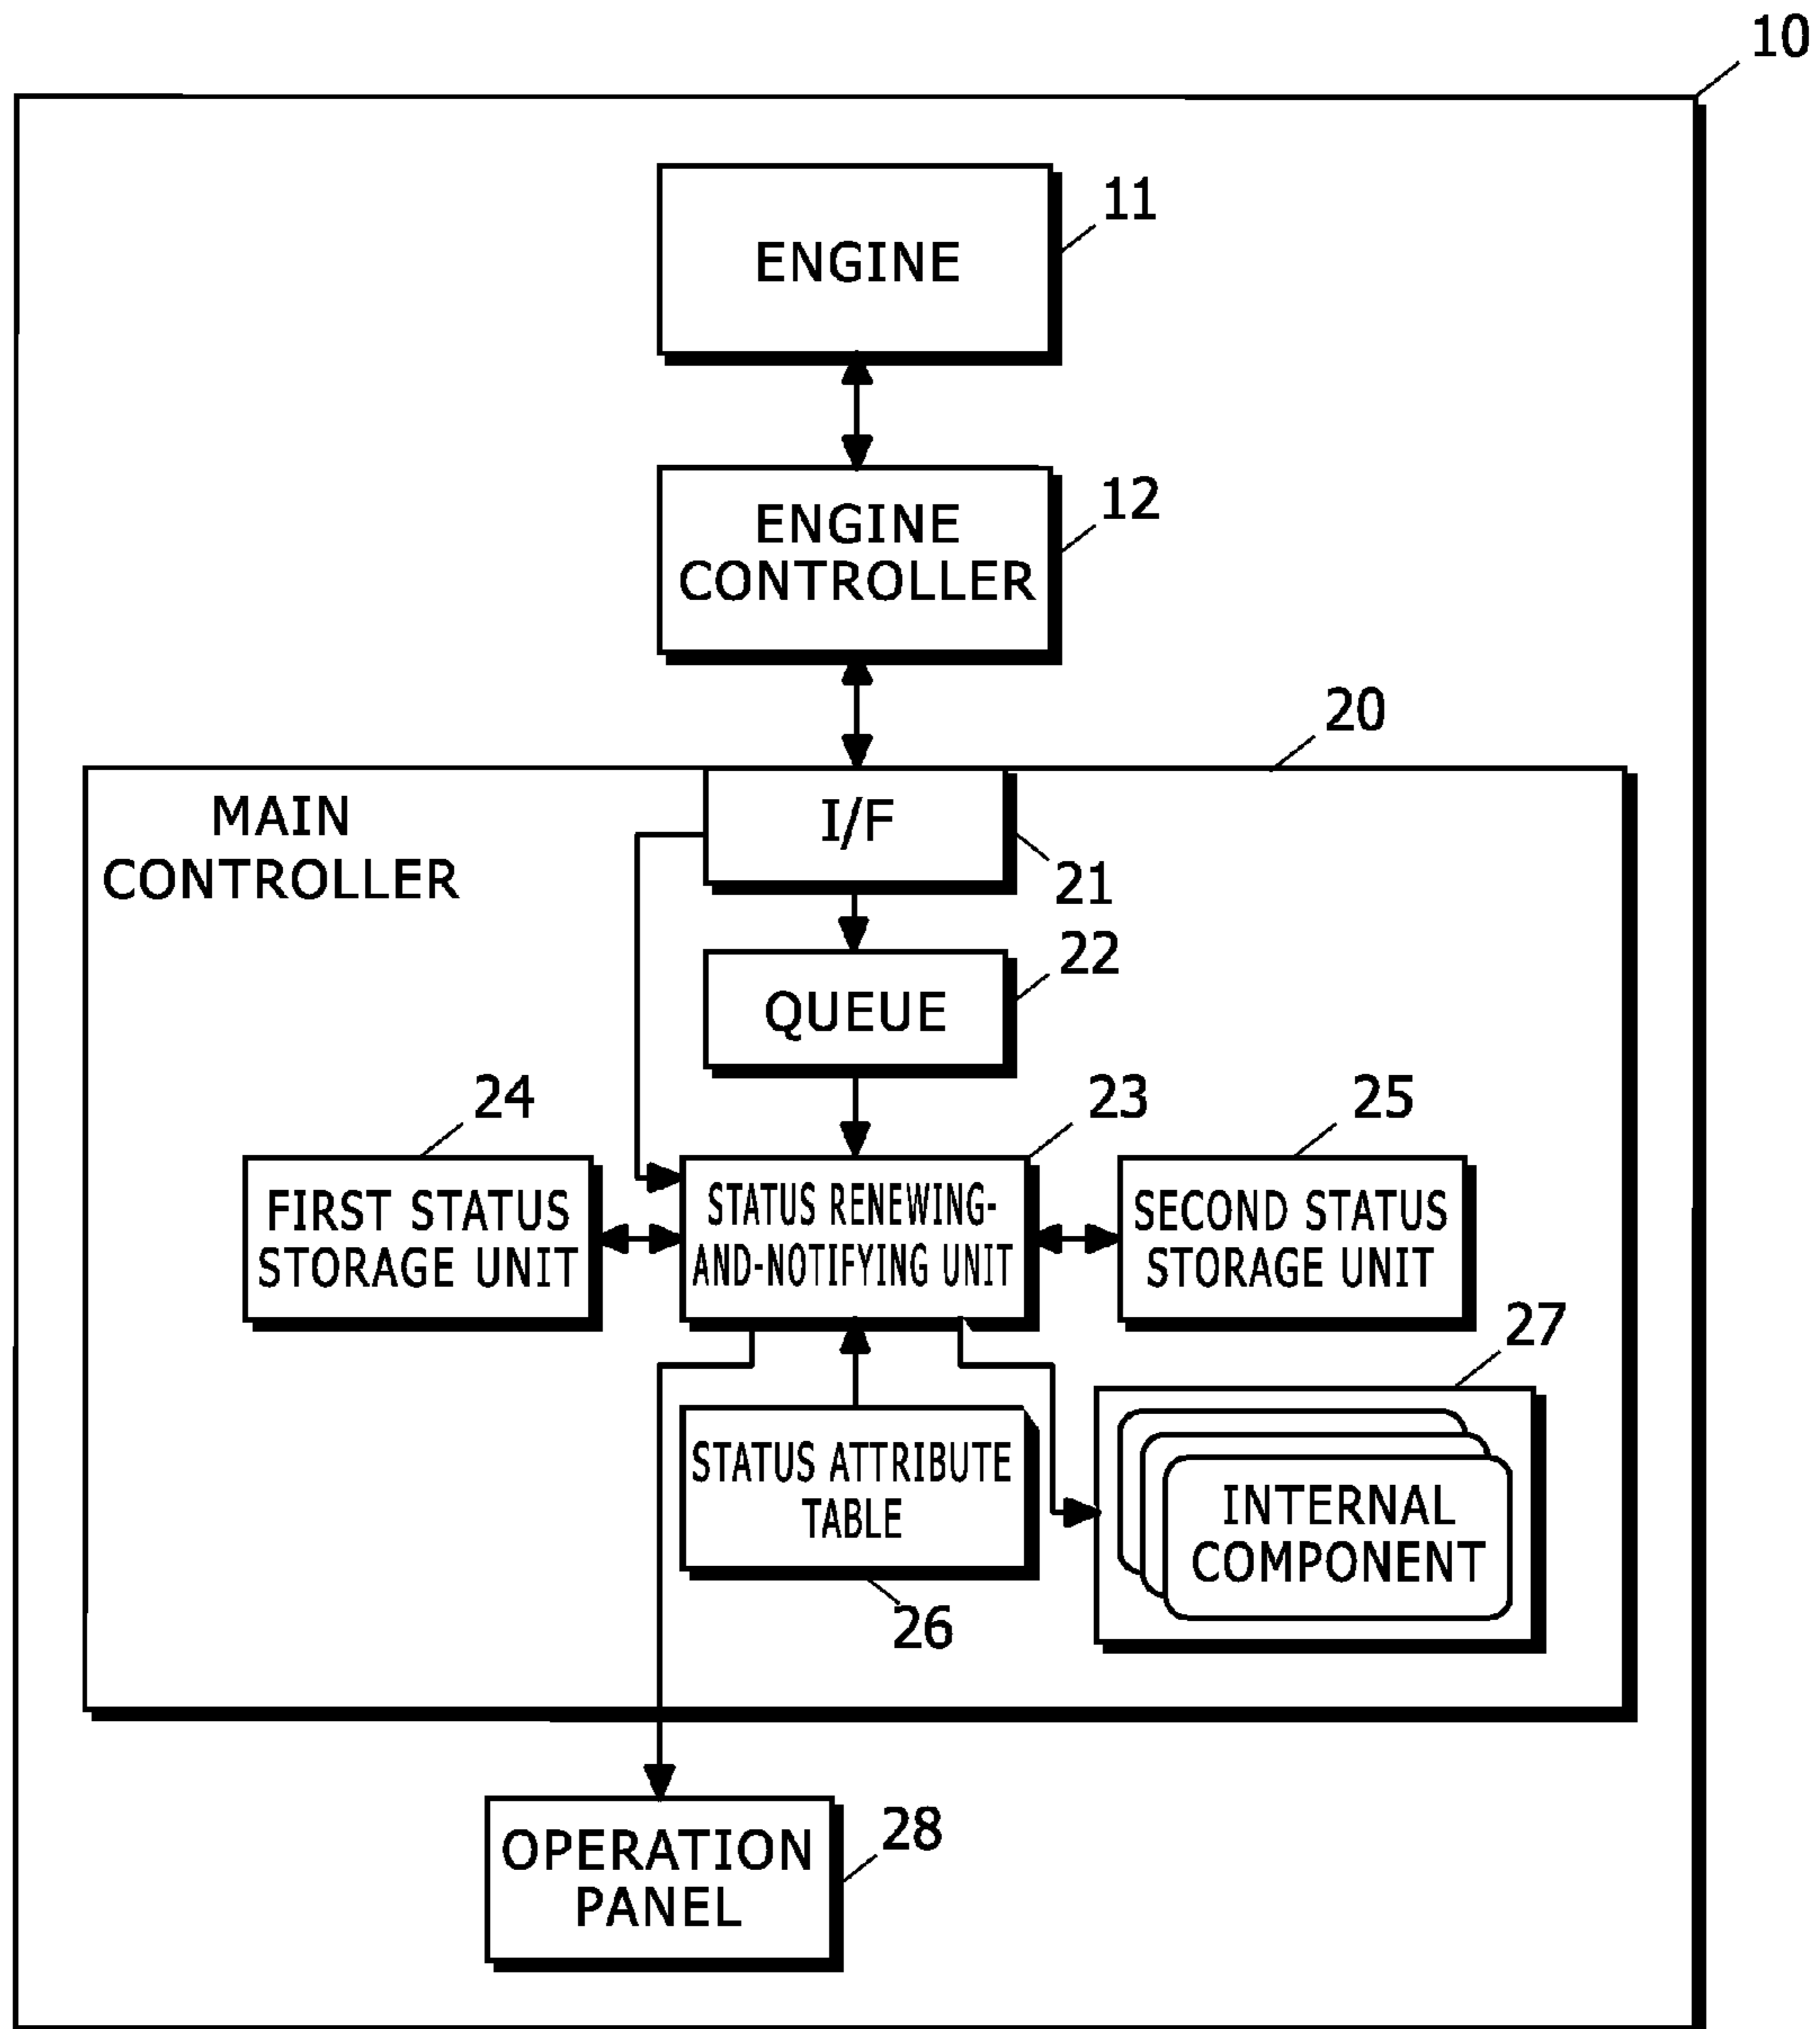 10
11
ENGINE
12
ENGINE
CONTROLLER
20
MAIN
CONTROLLER
I/F
21
22
QUEUE
24
23
25
FIRST STATUS
STORAGE UNIT
STATUS RENEWING-
AND-NOTIFYING UNIT
SECOND STATUS
STORAGE UNIT
27
STATUS ATTRIBUTE
TABLE
INTERNAL
COMPONENT
26
28
OPERATION
PANEL